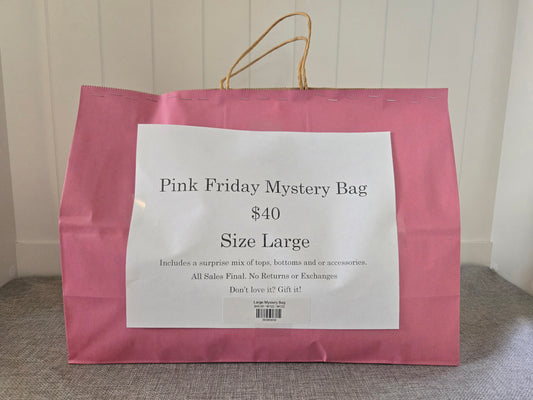 Pink Friday Mystery Bag
$40
Size Large
Includes a surprise mix of tops, bottoms and or accessories.
All Sales Final. No Returns or Exchanges
Don't love it? Gift it!
Large Mystery Bag